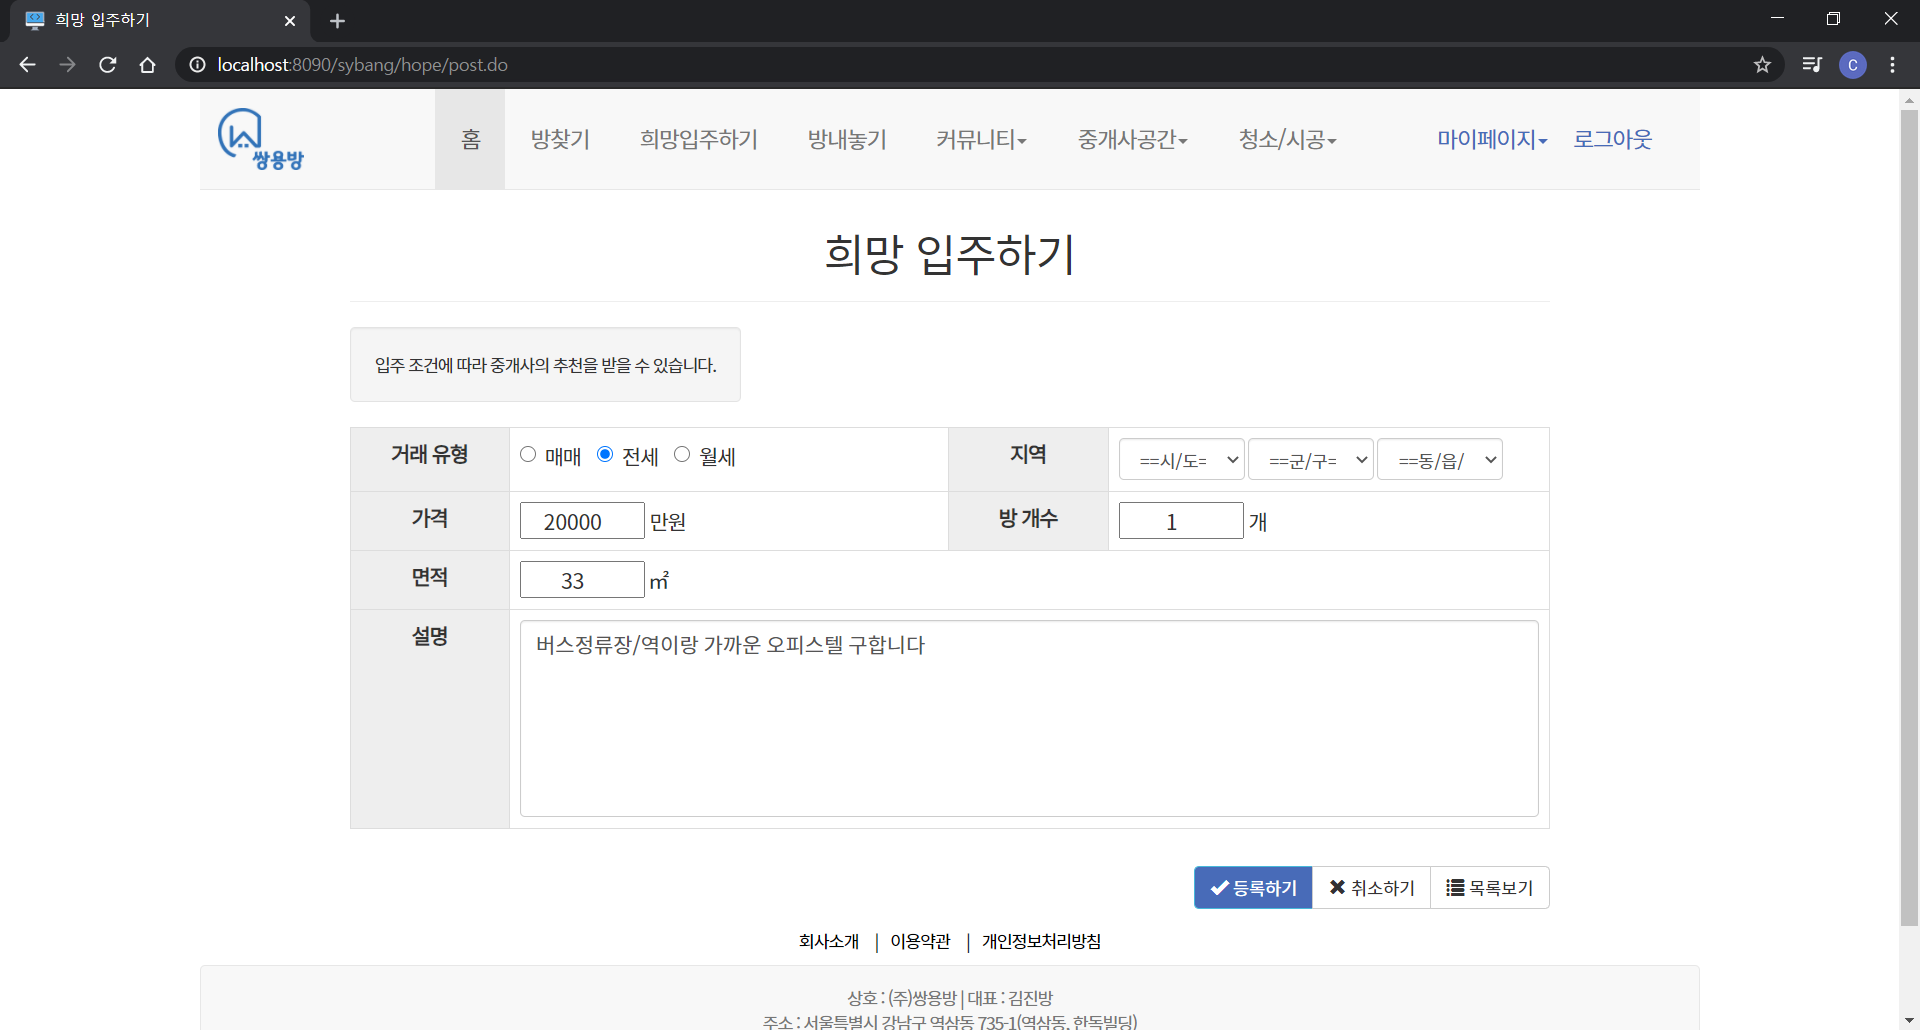 희망 입주하기
localhost:8090/sybang/hope/post.do
C
쌍용방
홈 방찾기 희망입주하기 방내놓기 커뮤니티 중개사공간 청소/시공 마이페이지 로그아웃
희망 입주하기
입주 조건에 따라 중개사의 추천을 받을 수 있습니다.
거래 유형 매매 전세 월세 지역 ==시/도= ==군/구= ==동/읍/
가격 20000 만원 방 개수 1 개
면적 33 ㎡
설명 버스정류장/역이랑 가까운 오피스텔 구합니다
등록하기 취소하기 목록보기
회사소개 | 이용약관 | 개인정보처리방침
상호 : (주)쌍용방 | 대표 : 김진방
주소 : 서울특별시 강남구 역삼동 735-1(역삼동, 한독빌딩)